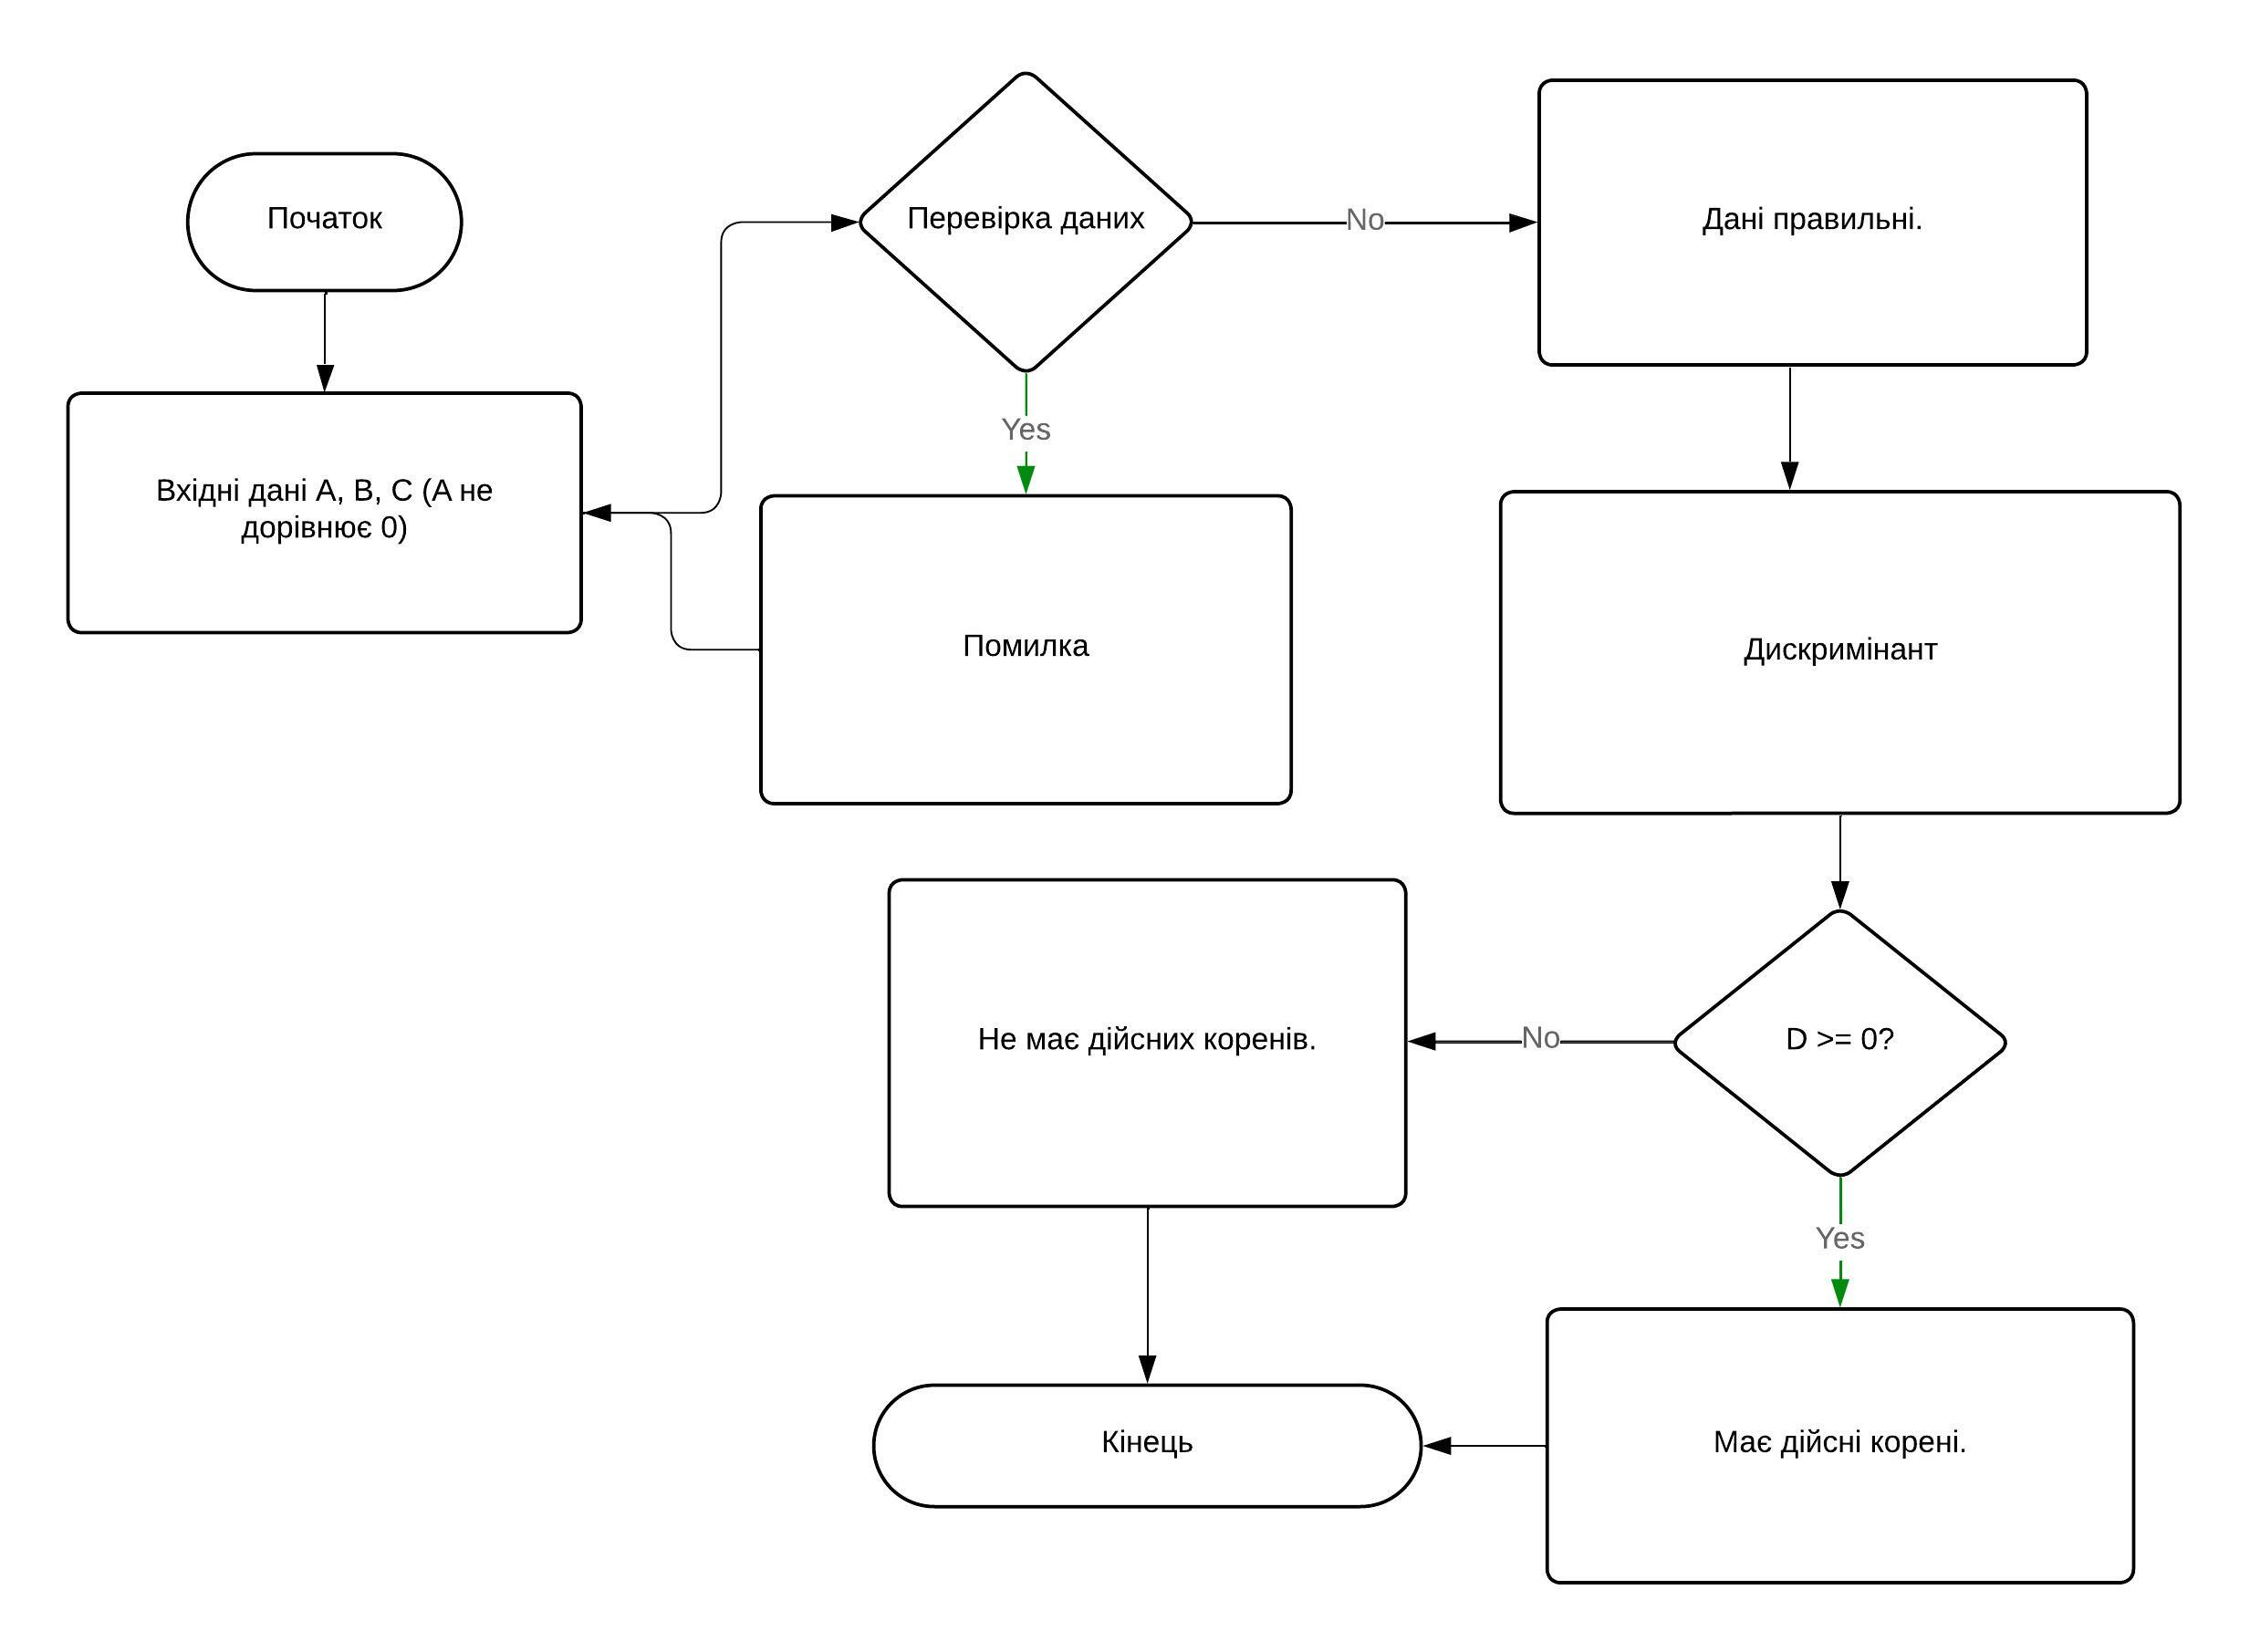 Початок
Вхідні дані A, B, C (A не
дорівнює 0)
Перевірка даних
No
Дані правильні.
Yes
Помилка
Дискримінант
D >= 0?
No
Не має дійсних коренів.
Yes
Має дійсні корені.
Кінець